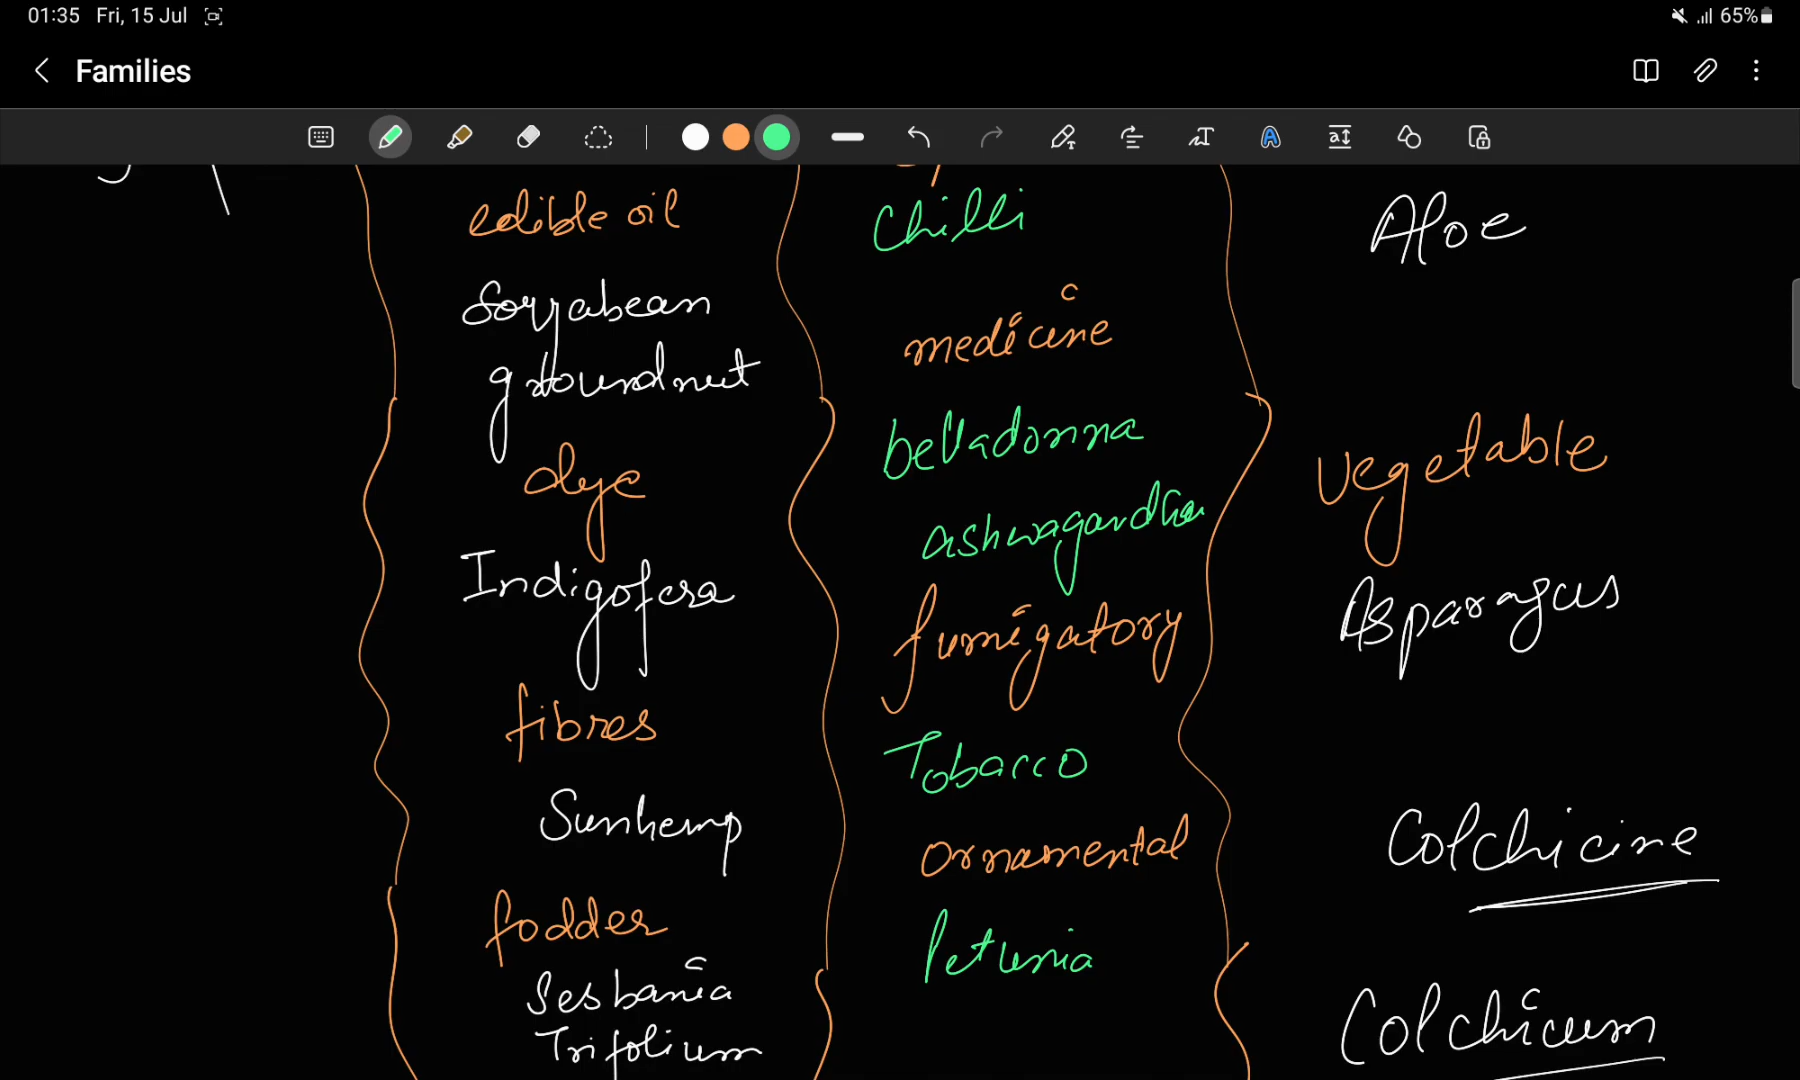 01:35 Fri, 15 Jul
65%
Families
edible oil
Soyyabean
groundnut
dye
Indigofera
fibres
Sunhemp
fodder
Sesbania
Trifolium
Chilli
medicine
belladonna
ashwagandha
fumigatory
Tobacco
ornamental
Petunia
Aloe
vegetable
Asparagus
Colchicine
Colchicum